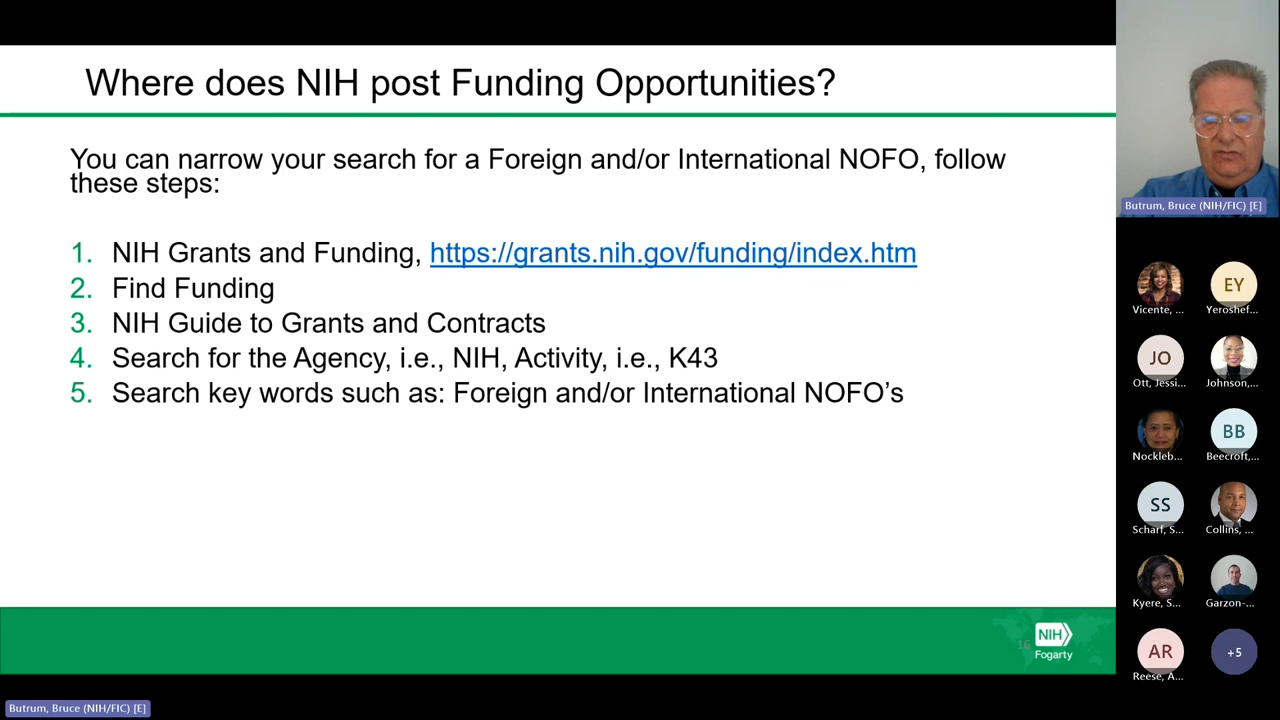 Where does NIH post Funding Opportunities?
You can narrow your search for a Foreign and/or International NOFO, follow
these steps:
1. NIH Grants and Funding, https://grants.nih.gov/funding/index.htm
2. Find Funding
3. NIH Guide to Grants and Contracts
4. Search for the Agency, i.e., NIH, Activity, i.e., K43
5. Search key words such as: Foreign and/or International NOFO’s
16
NIH
Fogarty
Butrum, Bruce (NIH/FIC) [E]
Butrum, Bruce (NIH/FIC) [E]
Vicente, ...
EY
Yeroshef...
JO
Ott, Jessi...
Johnson,...
Nockleb...
BB
Beecroft,...
SS
Scharf, S...
Collins, ...
Kyere, S...
Garzon-...
AR
Reese, A...
+5